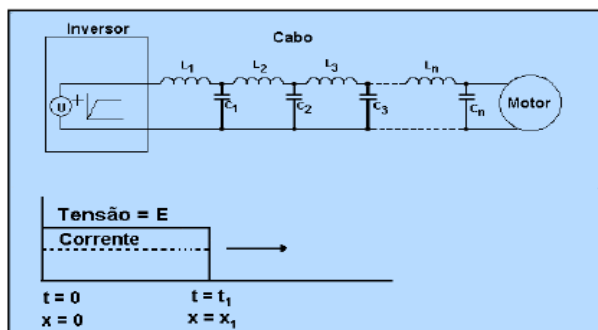 Inversor
Cabo
L1 L2 L3 Ln
U +
C1 C2 C3 Cn
Motor
Tensão = E
Corrente
t = 0 t = t1
x = 0 x = x1